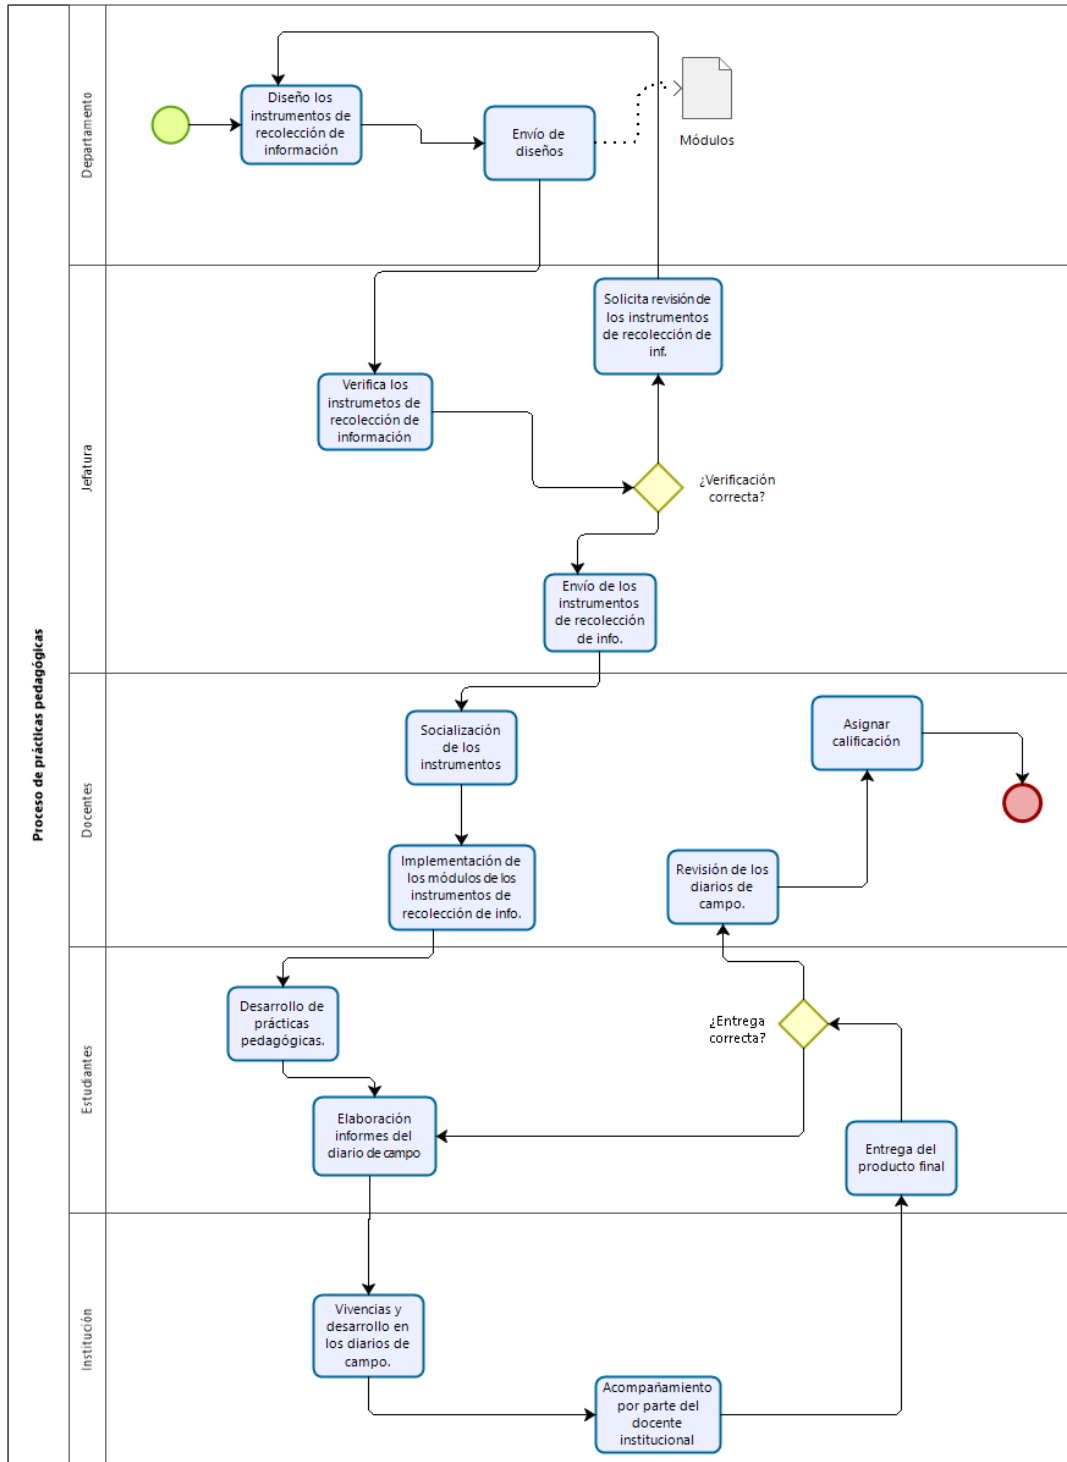 Proceso de prácticas pedagógicas
Departamento
Diseño los
instrumentos de
recolección de
información
Envío de
diseños
Módulos
Jefatura
Solicita revisión de
los instrumentos
de recolección de
inf.
Verifica los
instrumetos de
recolección de
información
¿Verificación
correcta?
Envío de los
instrumentos
de recolección
de info.
Docentes
Socialización
de los
instrumentos
Asignar
calificación
Implementación de
los módulos de los
instrumentos de
recolección de info.
Revisión de los
diarios de
campo.
Estudiantes
Desarrollo de
prácticas
pedagógicas.
¿Entrega
correcta?
Elaboración
informes del
diario de campo
Entrega del
producto final
Institución
Vivencias y
desarrollo en
los diarios de
campo.
Acompañamiento
por parte del
docente
institucional